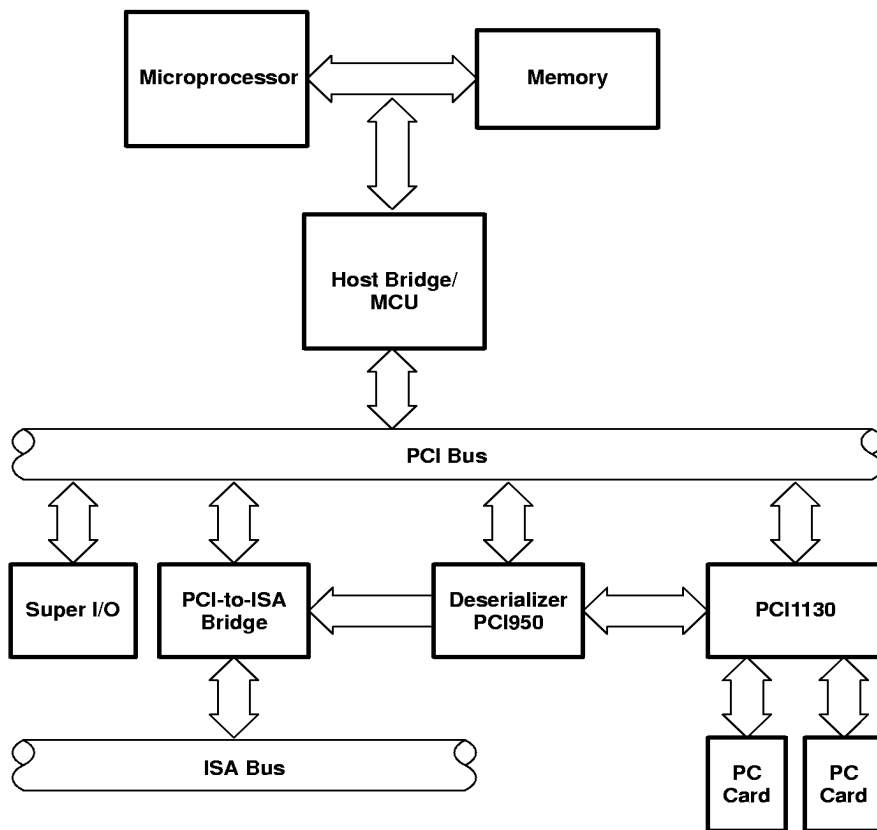 Microprocessor
Memory
Host Bridge/
MCU
PCI Bus
Super I/O
PCI-to-ISA
Bridge
Deserializer
PCI950
PCI1130
ISA Bus
PC
Card
PC
Card